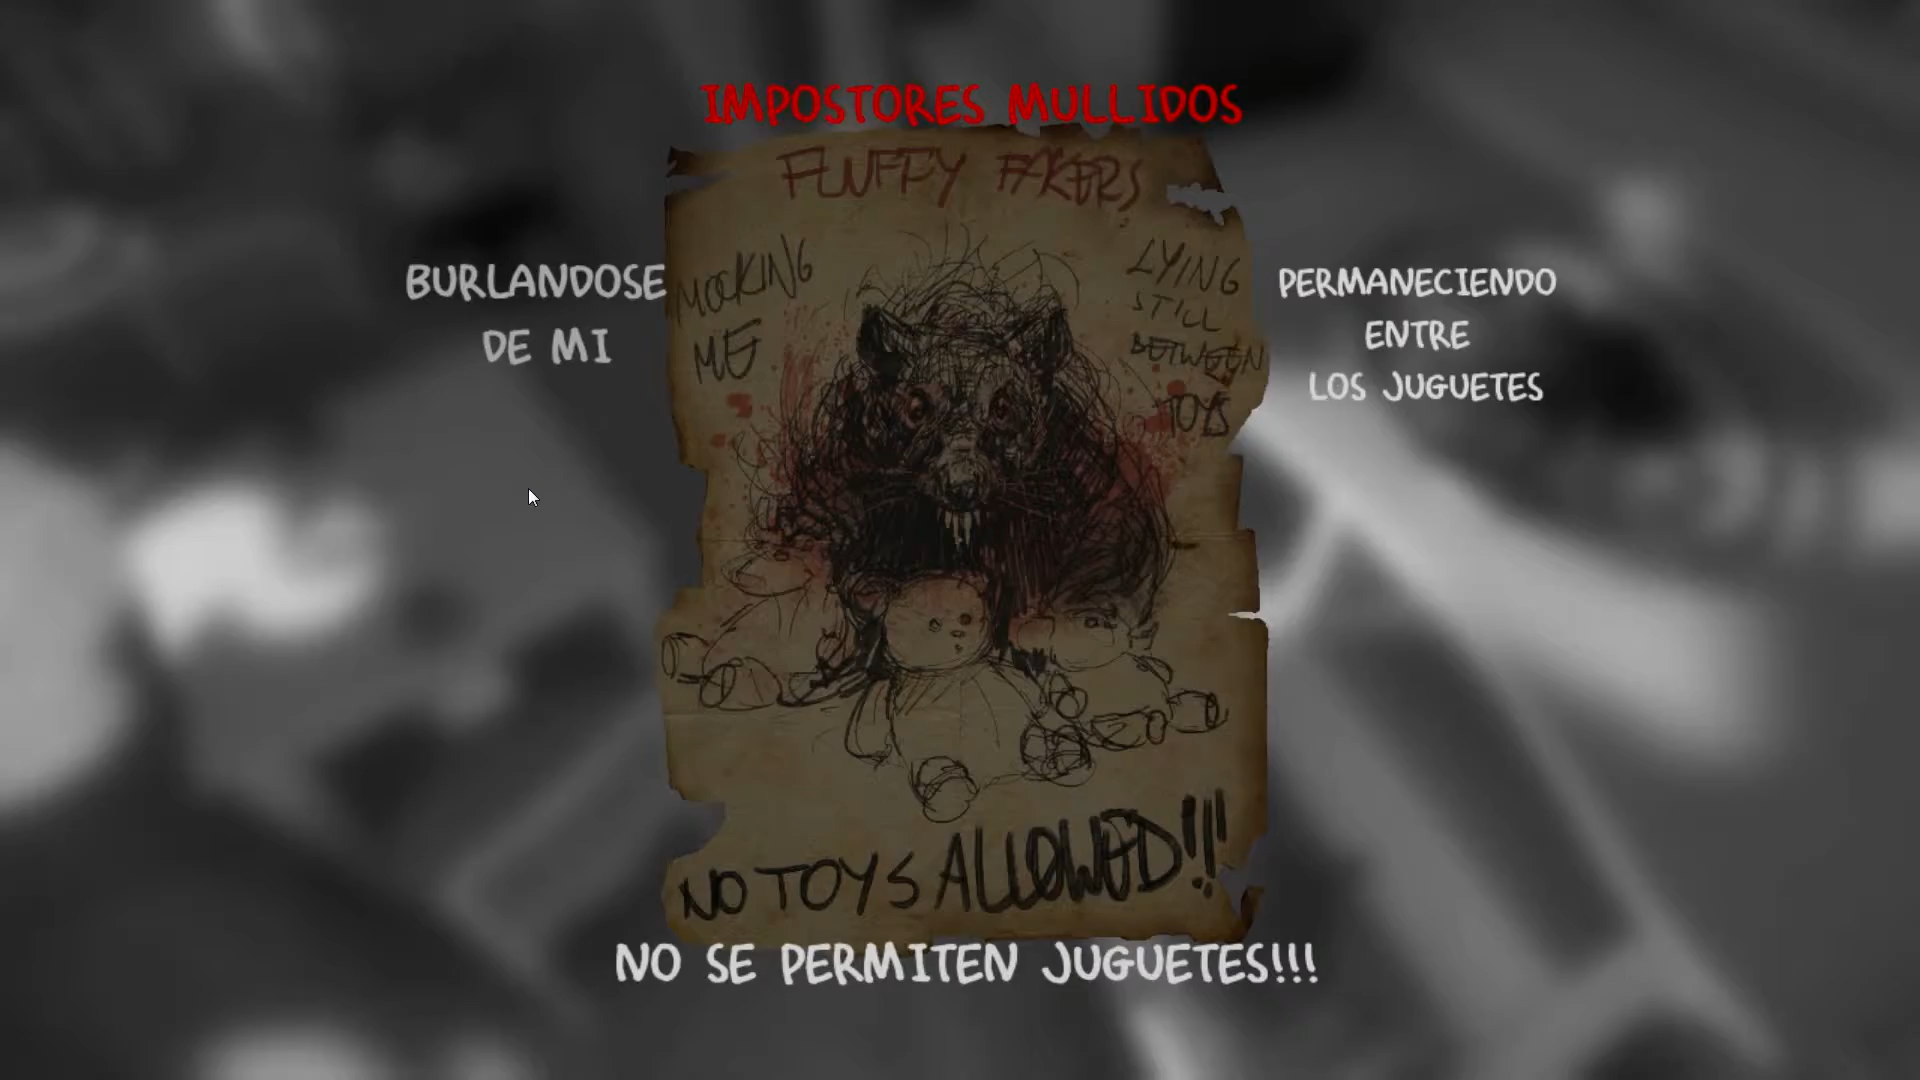 IMPOSTORES MULLIDOS
FLUFFY FAKERS
BURLANDOSE
DE MI
MOCKING
ME
LYING
STILL
BETWEEN
TOYS
PERMANECIENDO
ENTRE
LOS JUGUETES
NO TOYS ALLOWED!!!
NO SE PERMITEN JUGUETES!!!